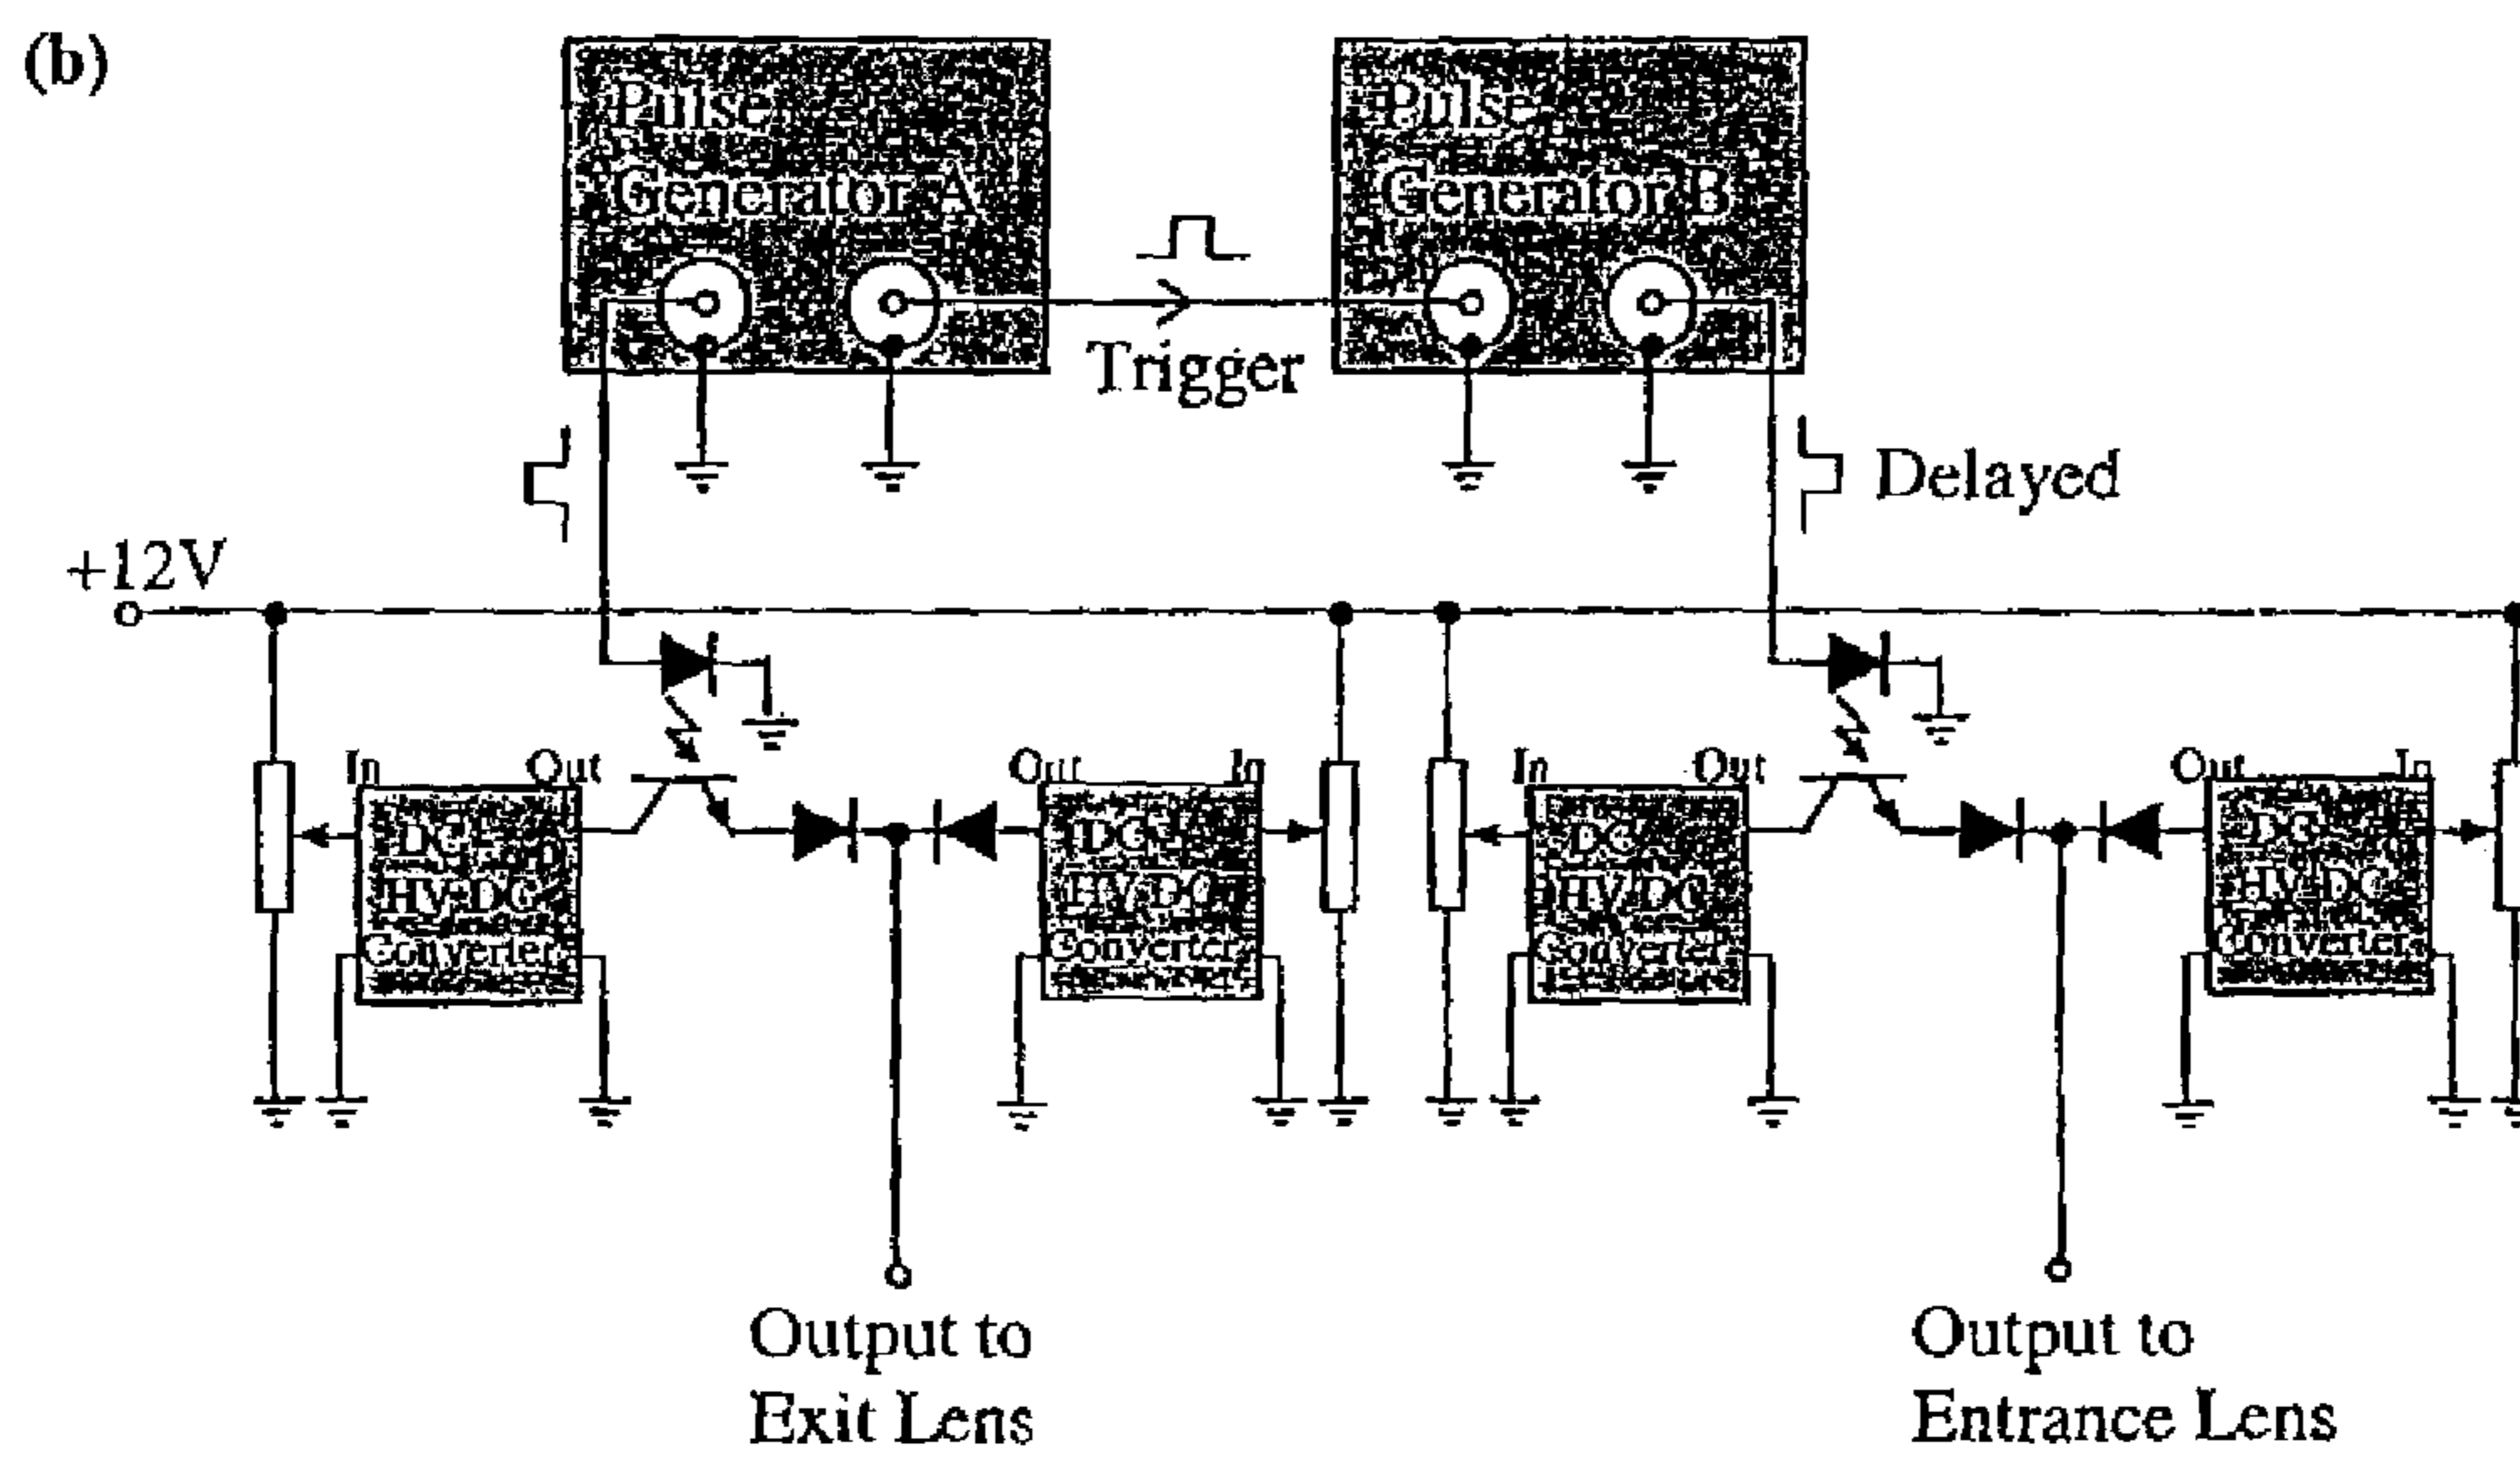 (b)
Pulse
Generator A
Pulse
Generator B
Trigger
Delayed
+12V
In
Out
Out
In
In
Out
Out
In
DC-
HV-DC
Converter
DC-
HV-DC
Converter
DC-
HV-DC
Converter
DC-
HV-DC
Converter
Output to
Exit Lens
Output to
Entrance Lens